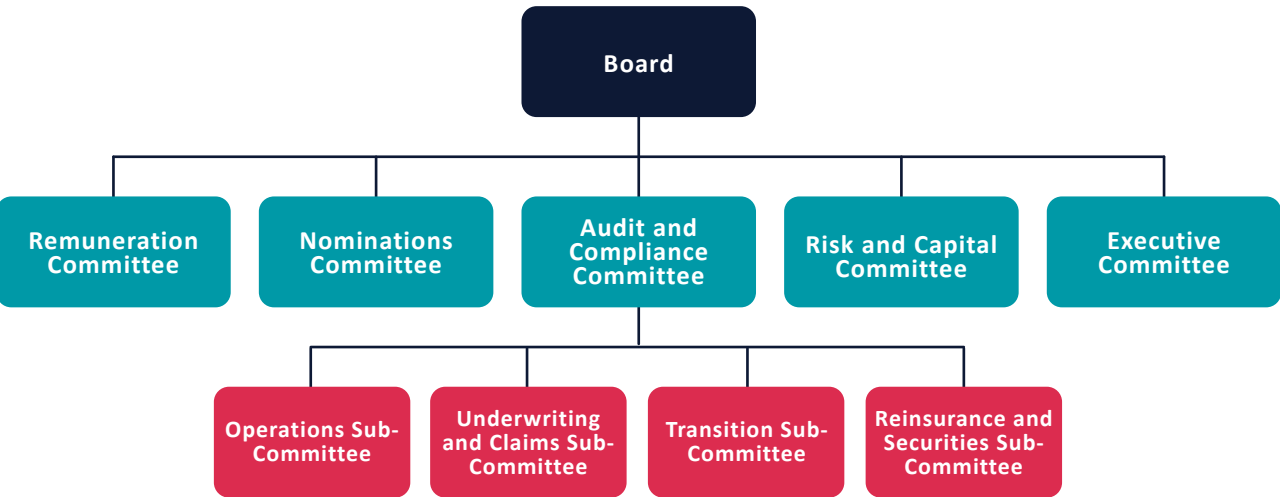 Board
Remuneration
Committee
Nominations
Committee
Audit and
Compliance
Committee
Risk and Capital
Committee
Executive
Committee
Operations Sub-
Committee
Underwriting
and Claims Sub-
Committee
Transition Sub-
Committee
Reinsurance and
Securities Sub-
Committee